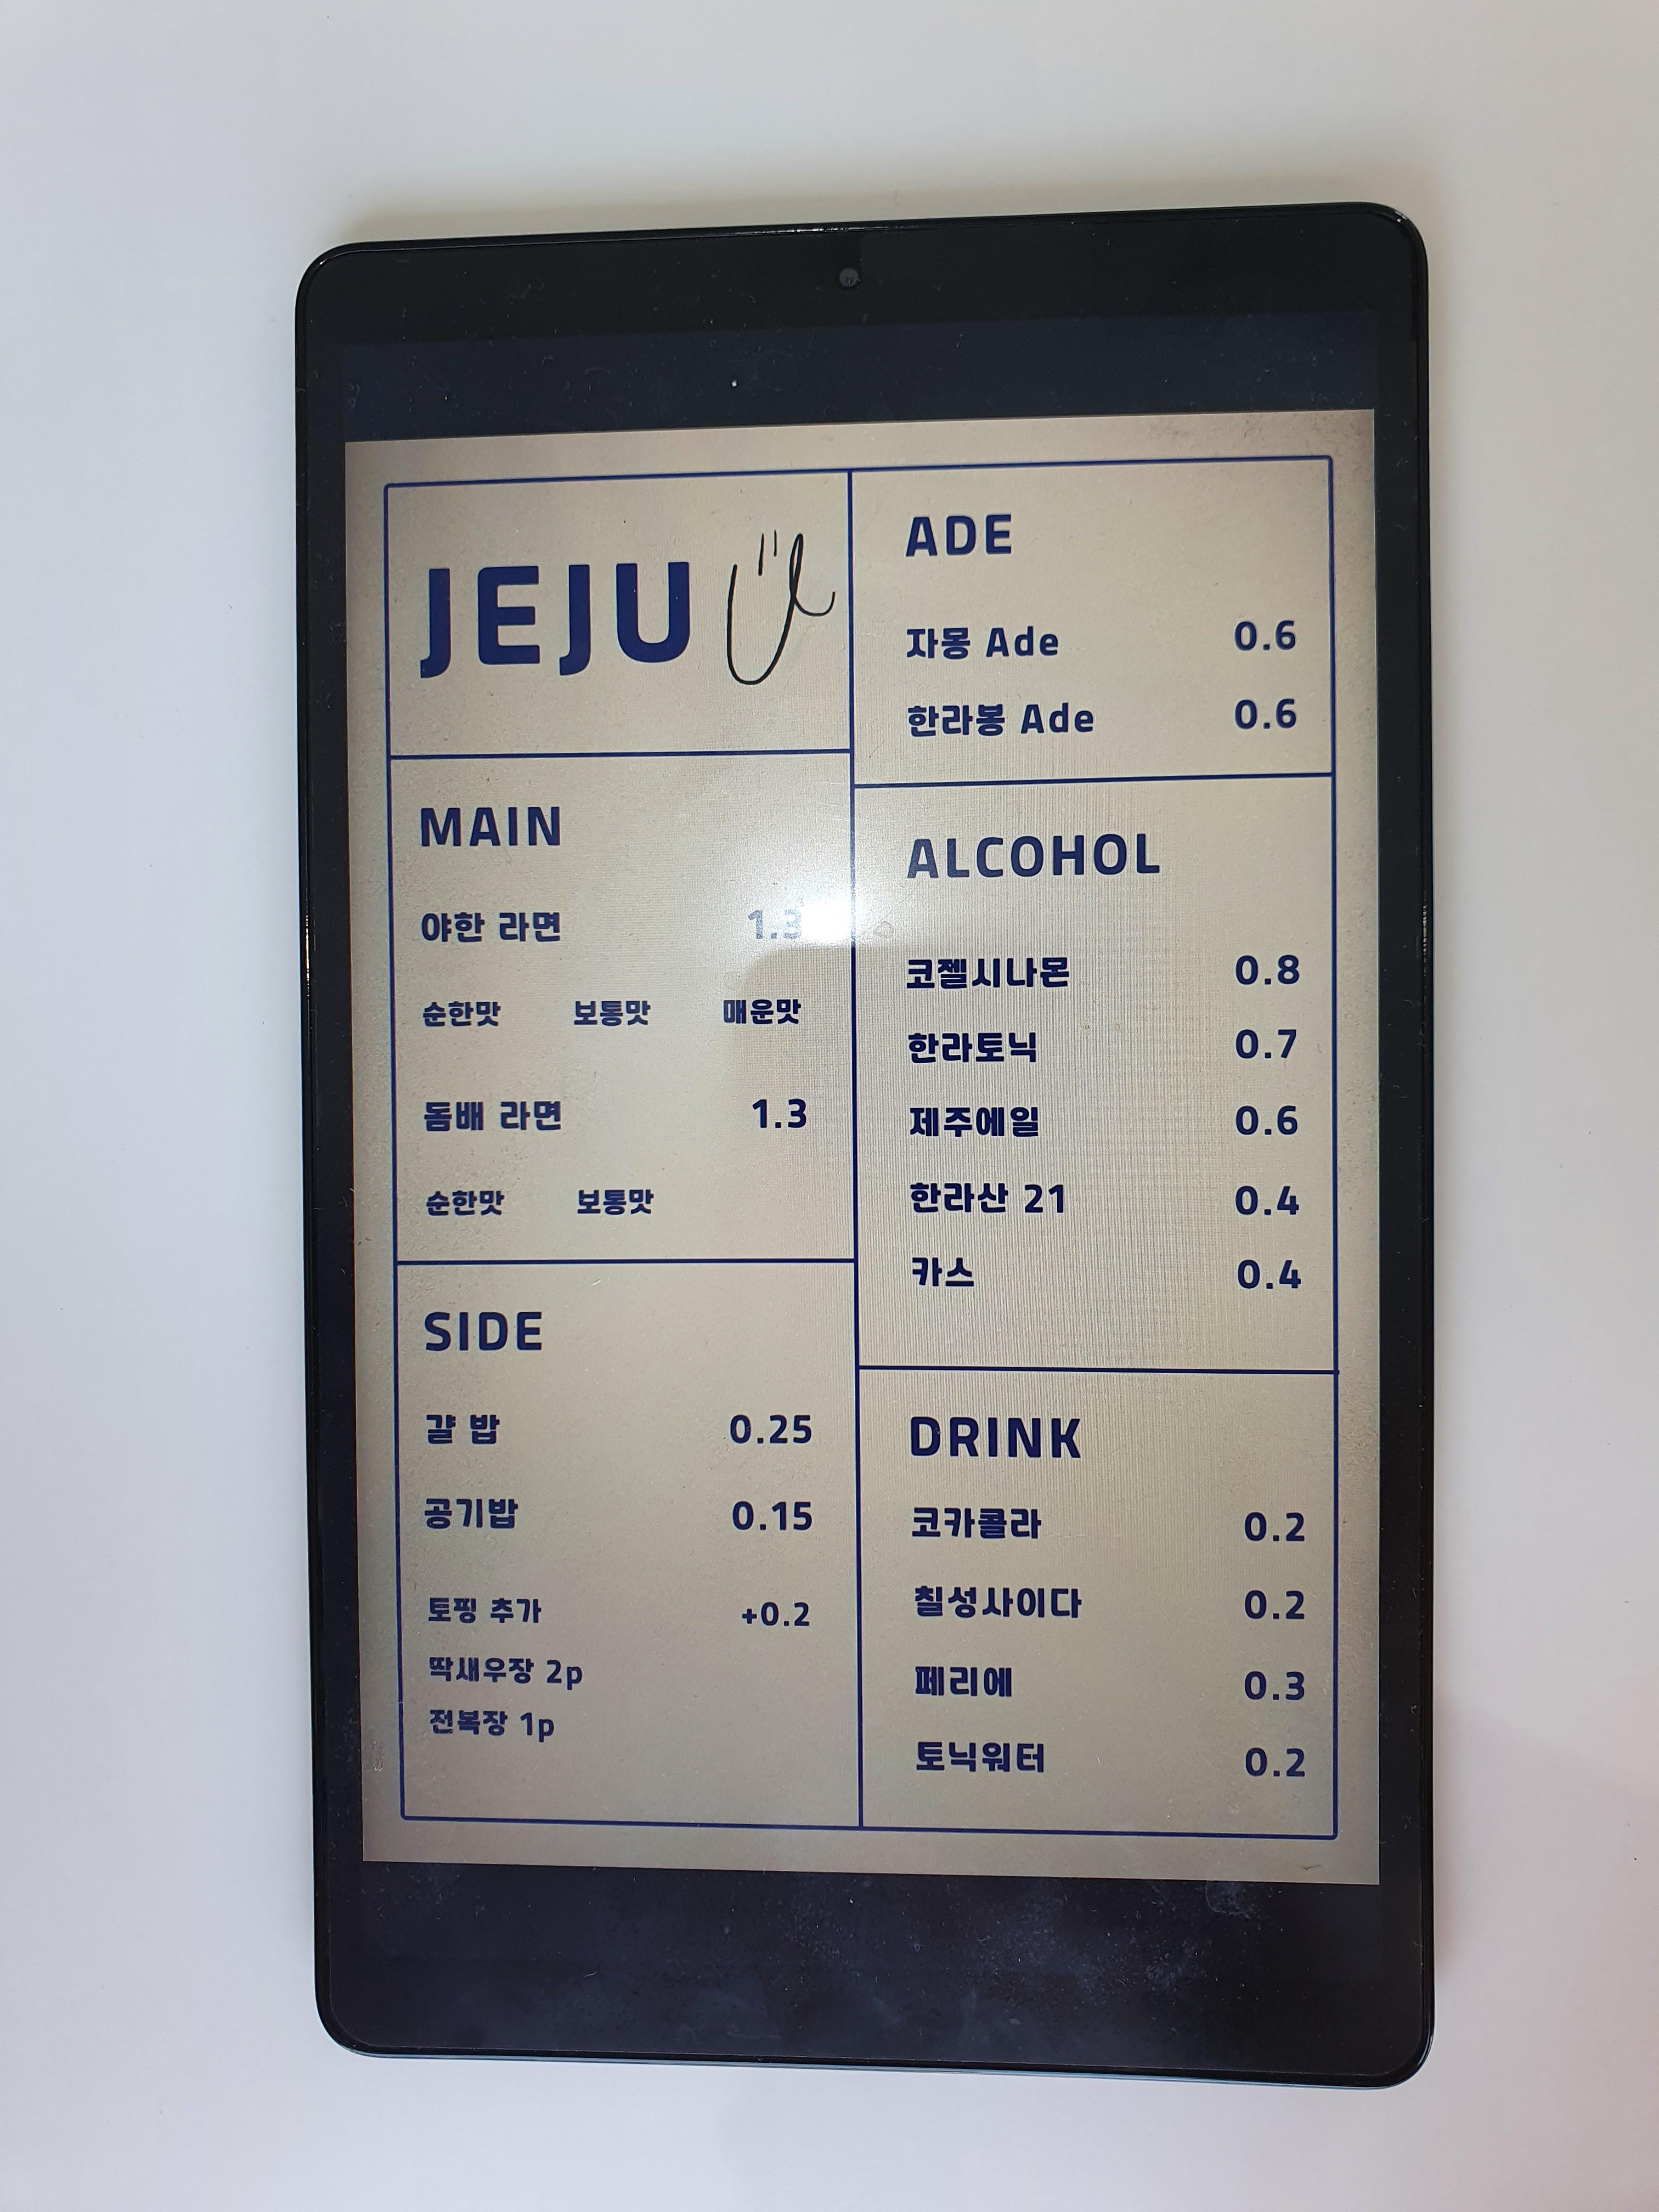 JEJU
MAIN
야한 라면 1.3
순한맛 보통맛 매운맛
돔배 라면 1.3
순한맛 보통맛
SIDE
걀 밥 0.25
공기밥 0.15
토핑 추가 +0.2
딱새우장 2p
전복장 1p
ADE
자몽 Ade 0.6
한라봉 Ade 0.6
ALCOHOL
코젤시나몬 0.8
한라토닉 0.7
제주에일 0.6
한라산 21 0.4
카스 0.4
DRINK
코카콜라 0.2
칠성사이다 0.2
페리에 0.3
토닉워터 0.2